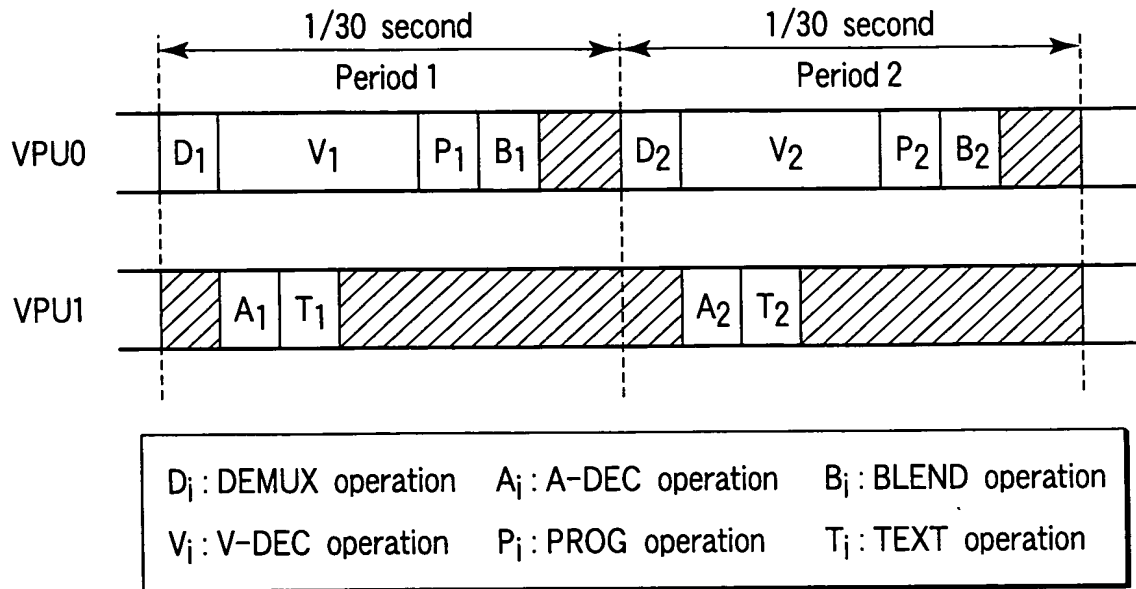 1/30 second 1/30 second
Period 1 Period 2
VPU0 D1 V1 P1 B1 D2 V2 P2 B2
VPU1 A1 T1 A2 T2
Di : DEMUX operation Ai : A-DEC operation Bi : BLEND operation
Vi : V-DEC operation Pi : PROG operation Ti : TEXT operation